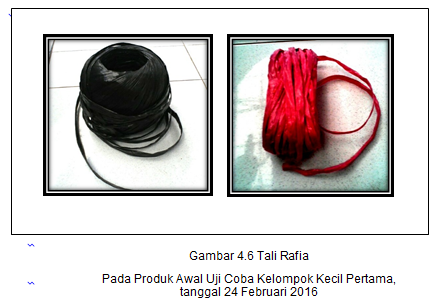 Gambar 4.6 Tali Rafia
Pada Produk Awal Uji Coba Kelompok Kecil Pertama,
tanggal 24 Februari 2016